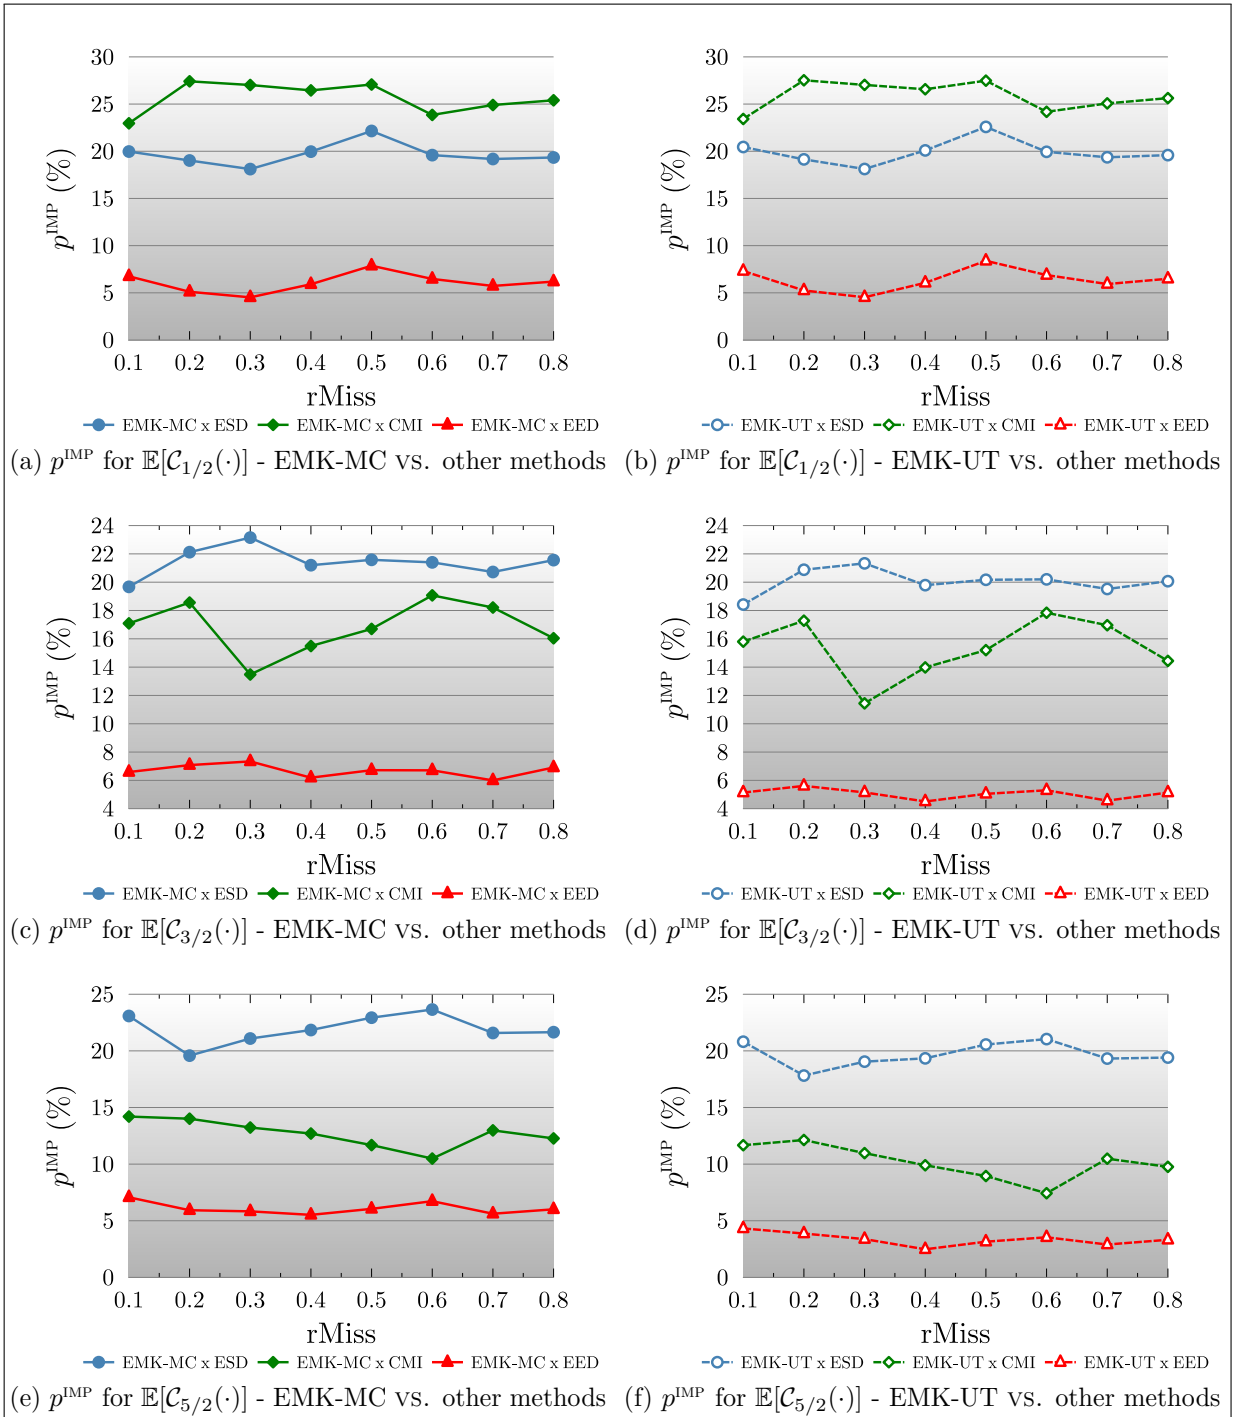 30
25
20
15
10
5
0
p^IMP (%)
0.1 0.2 0.3 0.4 0.5 0.6 0.7 0.8
rMiss
EMK-MC x ESD EMK-MC x CMI EMK-MC x EED
(a) p^IMP for 𝔼[𝒞_{1/2}(·)] - EMK-MC VS. other methods
30
25
20
15
10
5
0
p^IMP (%)
0.1 0.2 0.3 0.4 0.5 0.6 0.7 0.8
rMiss
EMK-UT x ESD EMK-UT x CMI EMK-UT x EED
(b) p^IMP for 𝔼[𝒞_{1/2}(·)] - EMK-UT VS. other methods
24
22
20
18
16
14
12
10
8
6
4
p^IMP (%)
0.1 0.2 0.3 0.4 0.5 0.6 0.7 0.8
rMiss
EMK-MC x ESD EMK-MC x CMI EMK-MC x EED
(c) p^IMP for 𝔼[𝒞_{3/2}(·)] - EMK-MC VS. other methods
24
22
20
18
16
14
12
10
8
6
4
p^IMP (%)
0.1 0.2 0.3 0.4 0.5 0.6 0.7 0.8
rMiss
EMK-UT x ESD EMK-UT x CMI EMK-UT x EED
(d) p^IMP for 𝔼[𝒞_{3/2}(·)] - EMK-UT VS. other methods
25
20
15
10
5
0
p^IMP (%)
0.1 0.2 0.3 0.4 0.5 0.6 0.7 0.8
rMiss
EMK-MC x ESD EMK-MC x CMI EMK-MC x EED
(e) p^IMP for 𝔼[𝒞_{5/2}(·)] - EMK-MC VS. other methods
25
20
15
10
5
0
p^IMP (%)
0.1 0.2 0.3 0.4 0.5 0.6 0.7 0.8
rMiss
EMK-UT x ESD EMK-UT x CMI EMK-UT x EED
(f) p^IMP for 𝔼[𝒞_{5/2}(·)] - EMK-UT VS. other methods